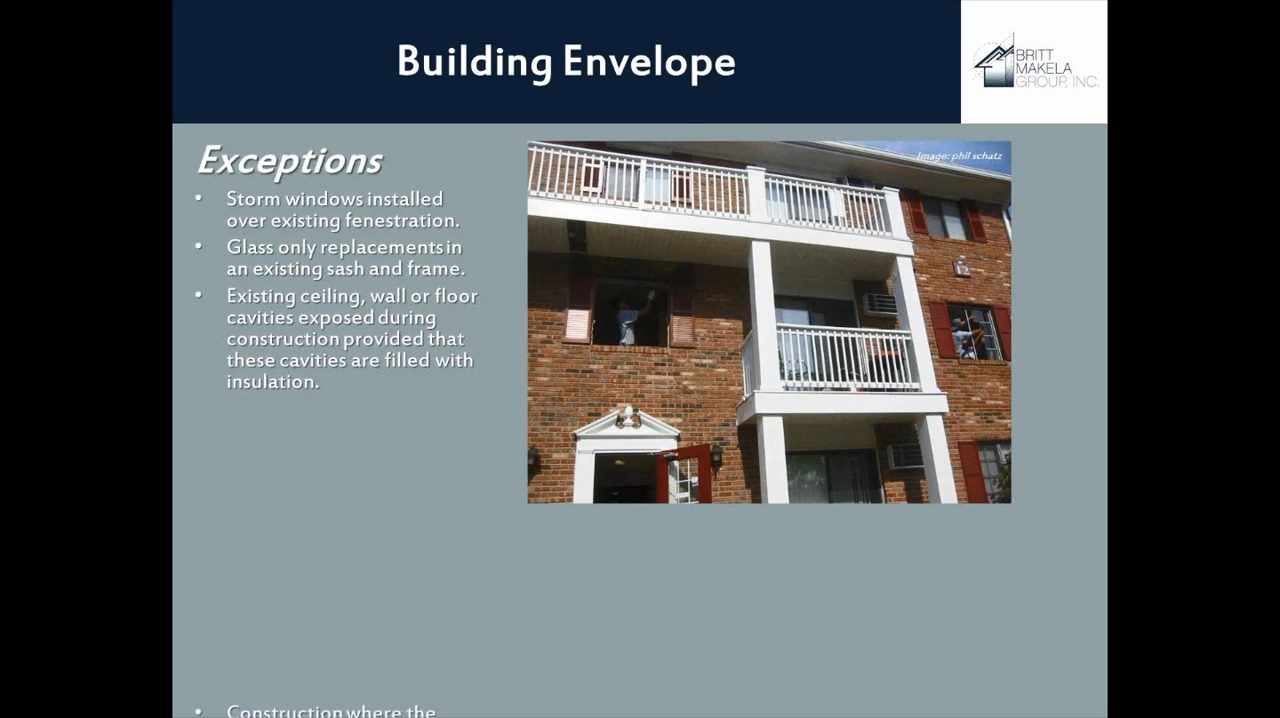 Building Envelope
BRITT
MAKELA
GROUP, INC.
Exceptions
• Storm windows installed
over existing fenestration.
• Glass only replacements in
an existing sash and frame.
• Existing ceiling, wall or floor
cavities exposed during
construction provided that
these cavities are filled with
insulation.
• Construction where the
Image: phil schatz
12